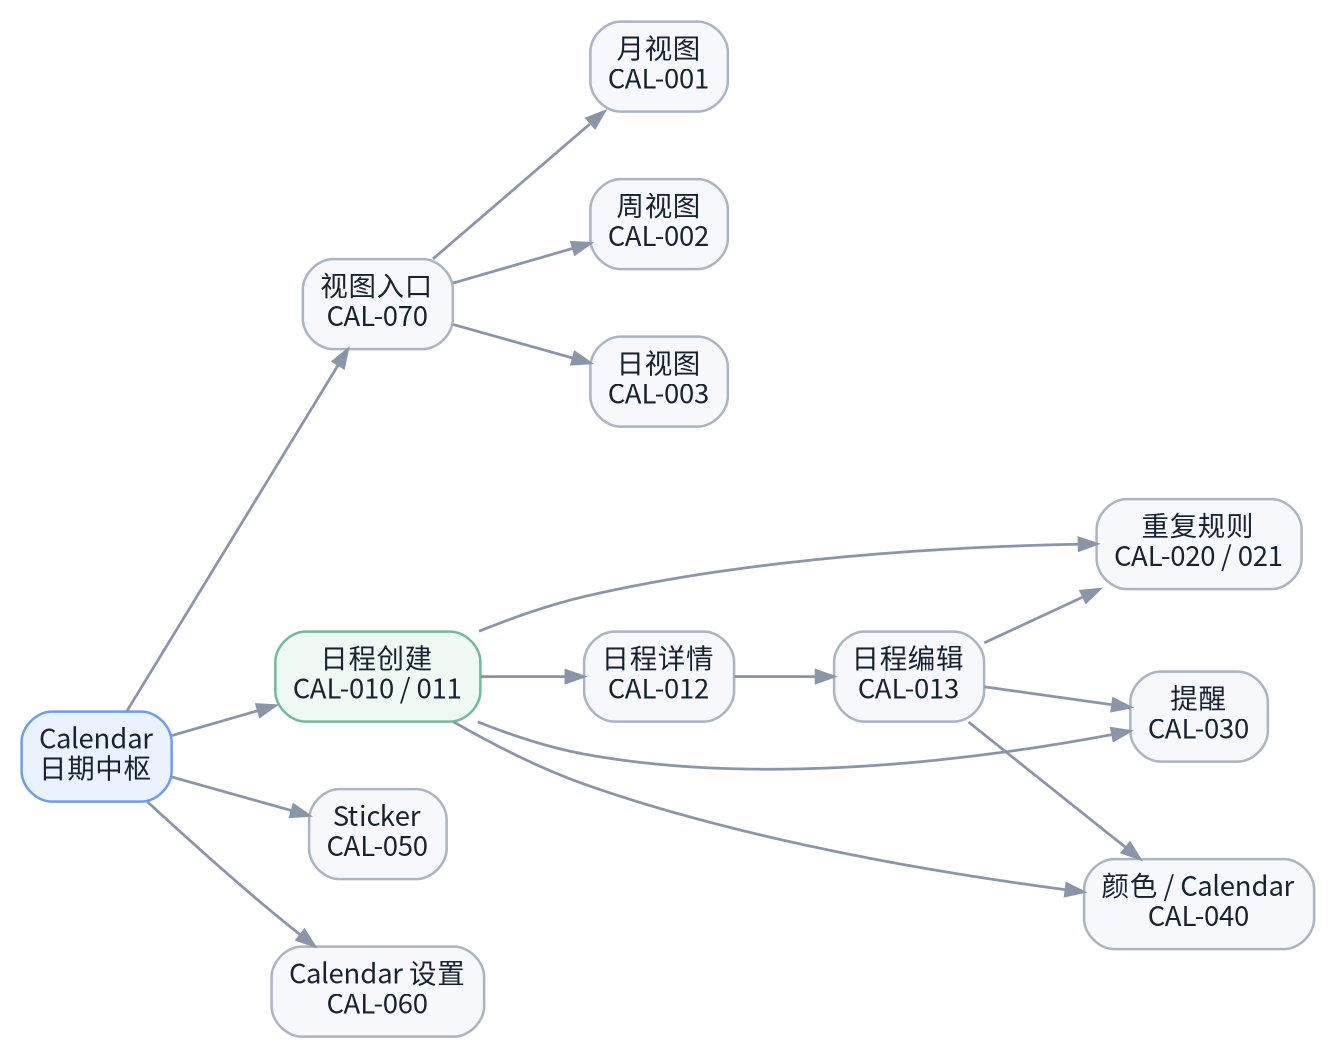 月视图
CAL-001
周视图
CAL-002
视图入口
CAL-070
日视图
CAL-003
重复规则
CAL-020 / 021
日程创建
CAL-010 / 011
日程详情
CAL-012
日程编辑
CAL-013
提醒
CAL-030
Calendar
日期中枢
Sticker
CAL-050
颜色 / Calendar
CAL-040
Calendar 设置
CAL-060